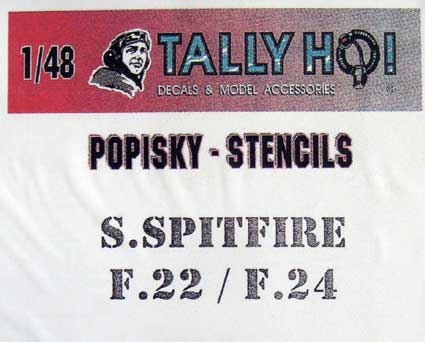 1/48
TALLY HO!
DECALS & MODEL ACCESSORIES
POPISKY - STENCILS
S.SPITFIRE
F.22 / F.24